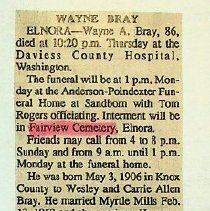 WAYNE BRAY
ELNORA—Wayne A. Bray, 86,
died at 10:20 p.m. Thursday at the
Daviess County Hospital,
Washington.
The funeral will be at 1 p.m. Mon-
day at the Anderson-Poindexter Fun-
eral Home at Sandborn with Tom
Rogers officiating. Interment will be
in Fairview Cemetery, Elnora.
Friends may call from 4 to 8 p.m.
Sunday and from 9 a.m. until 1 p.m.
Monday at the funeral home.
He was born May 3, 1906 in Knox
County to Wesley and Carrie Allen
Bray. He married Myrtle Mills Feb.